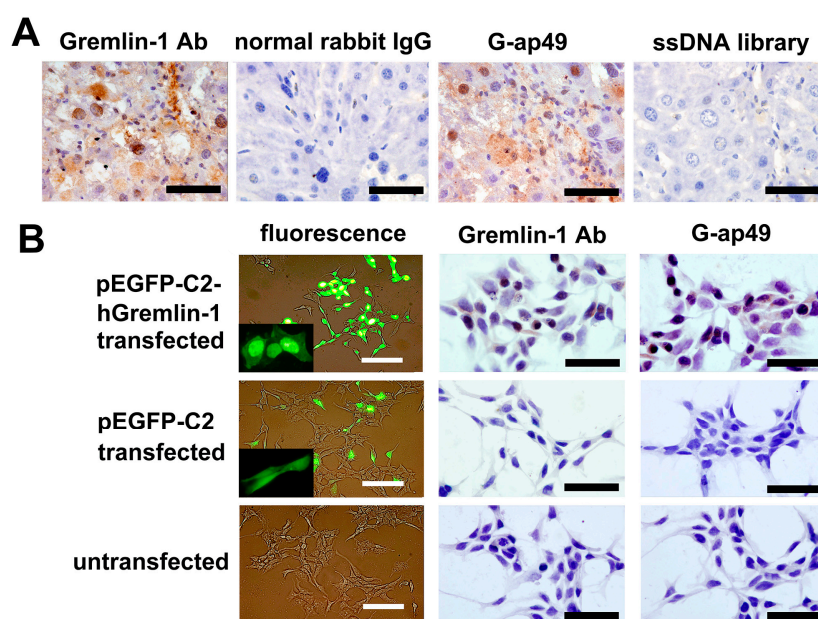 A
Gremlin-1 Ab
normal rabbit IgG
G-ap49
ssDNA library
B
fluorescence
Gremlin-1 Ab
G-ap49
pEGFP-C2-
hGremlin-1
transfected
pEGFP-C2
transfected
untransfected